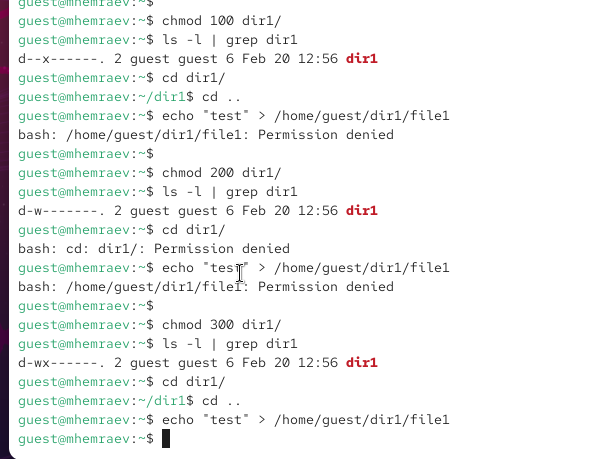 guest@mhemraev:~$
guest@mhemraev:~$ chmod 100 dir1/
guest@mhemraev:~$ ls -l | grep dir1
d--x------. 2 guest guest 6 Feb 20 12:56 dir1
guest@mhemraev:~$ cd dir1/
guest@mhemraev:~/dir1$ cd ..
guest@mhemraev:~$ echo "test" > /home/guest/dir1/file1
bash: /home/guest/dir1/file1: Permission denied
guest@mhemraev:~$
guest@mhemraev:~$ chmod 200 dir1/
guest@mhemraev:~$ ls -l | grep dir1
d-w-------. 2 guest guest 6 Feb 20 12:56 dir1
guest@mhemraev:~$ cd dir1/
bash: cd: dir1/: Permission denied
guest@mhemraev:~$ echo "test" > /home/guest/dir1/file1
bash: /home/guest/dir1/file1: Permission denied
guest@mhemraev:~$
guest@mhemraev:~$ chmod 300 dir1/
guest@mhemraev:~$ ls -l | grep dir1
d-wx------. 2 guest guest 6 Feb 20 12:56 dir1
guest@mhemraev:~$ cd dir1/
guest@mhemraev:~/dir1$ cd ..
guest@mhemraev:~$ echo "test" > /home/guest/dir1/file1
guest@mhemraev:~$